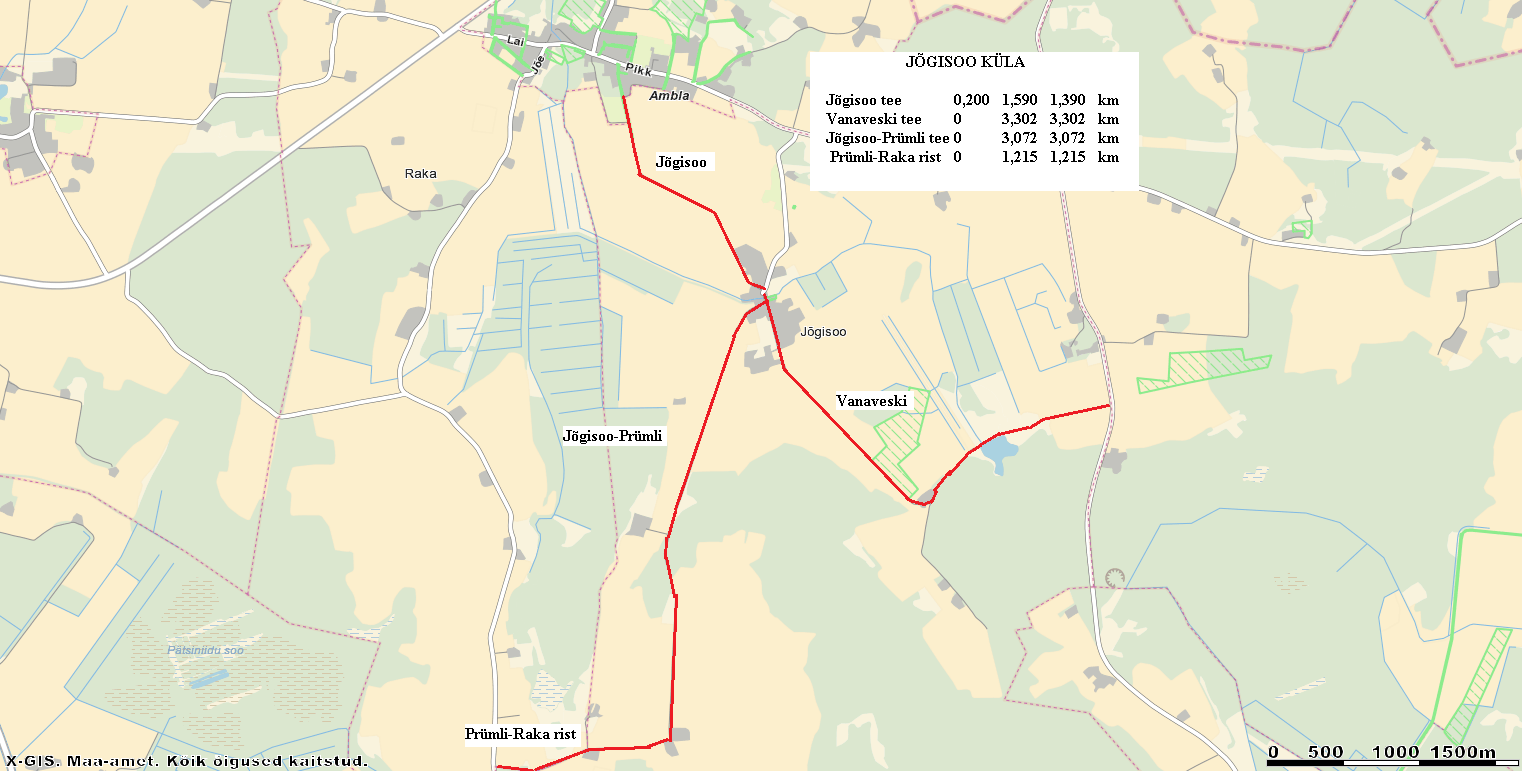 Lai
Jõe
Pikk
Ambla
JÕGISOO KÜLA
Jõgisoo tee 0,200 1,590 1,390 km
Vanaveski tee 0 3,302 3,302 km
Jõgisoo-Prümli tee 0 3,072 3,072 km
Prümli-Raka rist 0 1,215 1,215 km
Jõgisoo
Raka
Jõgisoo
Vanaveski
Jõgisoo-Prümli
Pätsiniidu soo
Prümli-Raka rist
X-GIS. Maa-amet. Kõik õigused kaitstud.
0 500 1000 1500m